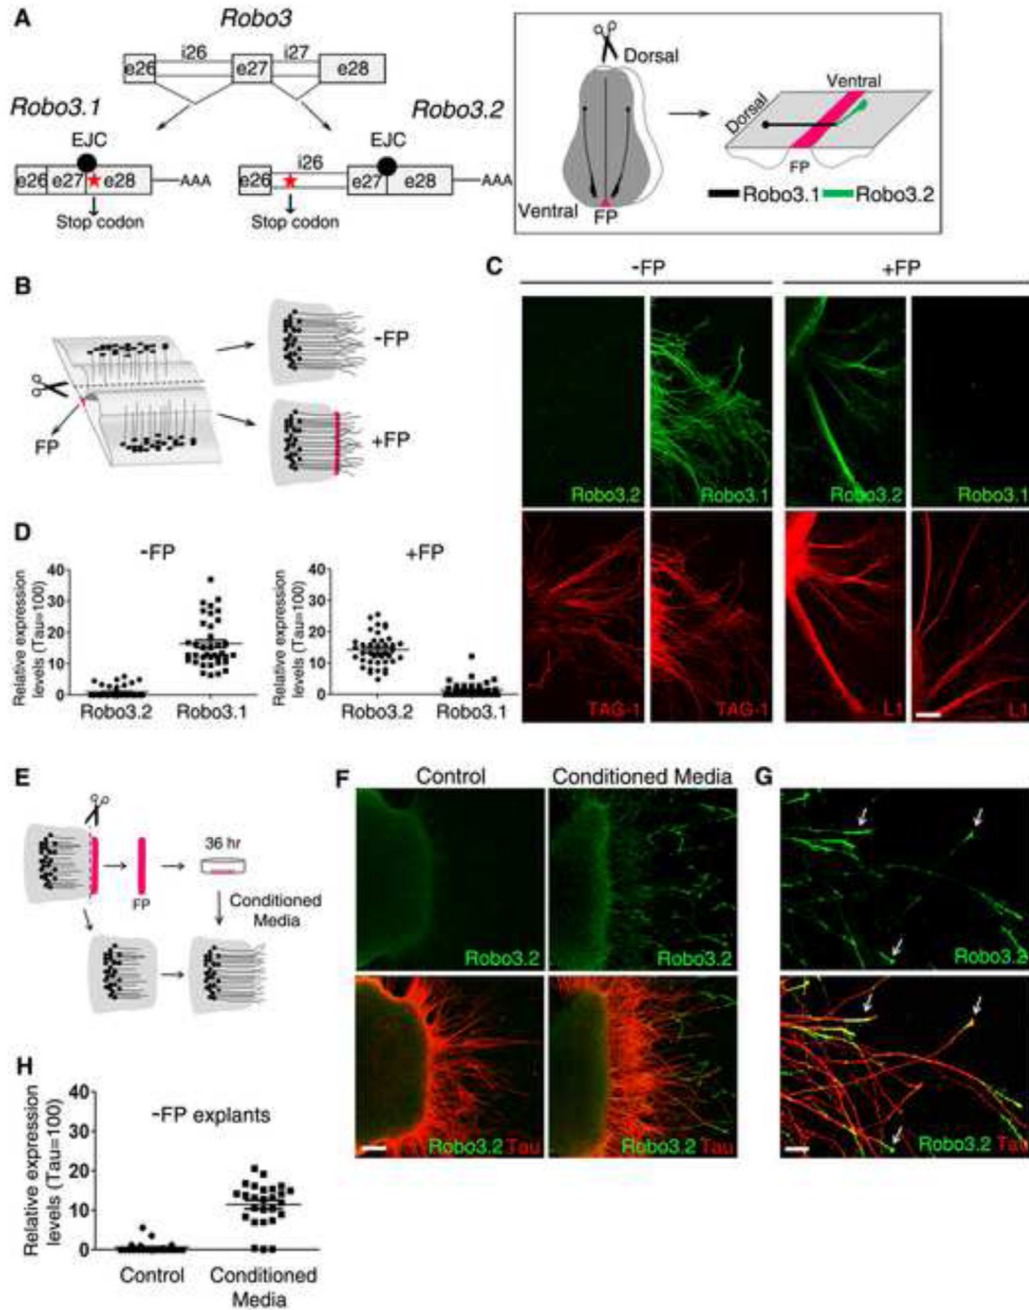 A
Robo3
i26 i27
e26 e27 e28
Robo3.1 Robo3.2
EJC EJC
i26
e26 e27 e28 AAA e26 e27 e28 AAA
Stop codon Stop codon
Dorsal
Ventral FP
Ventral
Dorsal
FP
Robo3.1 Robo3.2
B
-FP
+FP
FP
C
-FP +FP
Robo3.2 Robo3.1 Robo3.2 Robo3.1
TAG-1 TAG-1 L1 L1
D
-FP +FP
Relative expression
levels (Tau=100)
40
30
20
10
0
Robo3.2 Robo3.1
Relative expression
levels (Tau=100)
40
30
20
10
0
Robo3.2 Robo3.1
E
36 hr
FP
Conditioned
Media
F
Control Conditioned Media
Robo3.2 Robo3.2
Robo3.2 Tau Robo3.2 Tau
G
Robo3.2
Robo3.2 Tau
H
-FP explants
Relative expression
levels (Tau=100)
40
30
20
10
0
Control Conditioned
Media